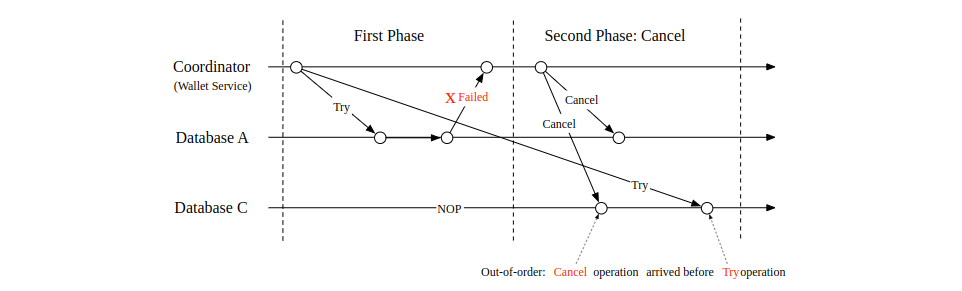 First Phase
Second Phase: Cancel
Coordinator
(Wallet Service)
X Failed
Try
Cancel
Cancel
Database A
Try
Database C
NOP
Out-of-order: Cancel operation arrived before Try operation